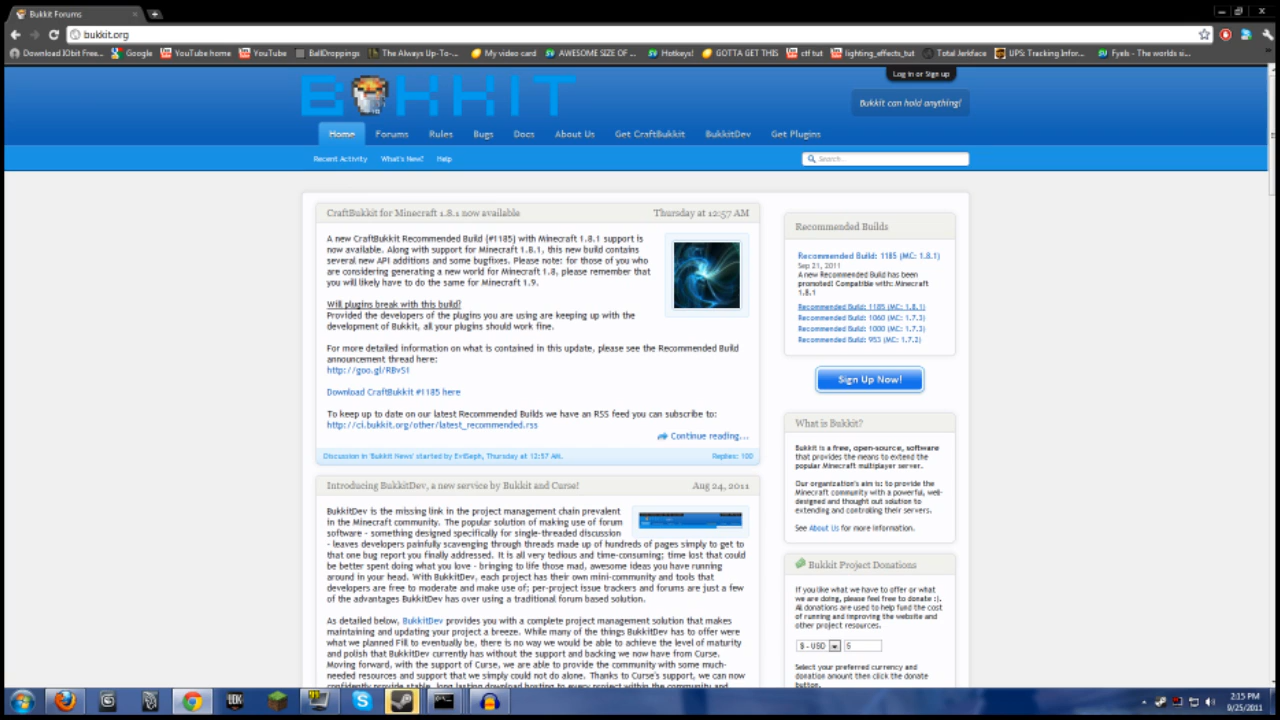 Bukkit Forums
bukkit.org
Download IObit Free...
Google
YouTube home
YouTube
BallDroppings
The Always Up-To-...
My video card
AWESOME SIZE OF ...
Hotkeys!
GOTTA GET THIS
ctf tut
lighting_effects_tut
Total Jerkface
UPS: Tracking Infor...
Fyels - The worlds si...
Log in or Sign up
BUKKIT
Bukkit can hold anything!
Home
Forums
Rules
Bugs
Docs
About Us
Get CraftBukkit
BukkitDev
Get Plugins
Recent Activity
What's New?
Help
Search...
CraftBukkit for Minecraft 1.8.1 now available
Thursday at 12:57 AM
A new CraftBukkit Recommended Build (#1185) with Minecraft 1.8.1 support is
now available. Along with support for Minecraft 1.8.1, this new build contains
several new API additions and some bugfixes. Please note: for those of you who
are considering generating a new world for Minecraft 1.8, please remember that
you will likely have to do the same for Minecraft 1.9.
Will plugins break with this build?
Provided the developers of the plugins you are using are keeping up with the
development of Bukkit, all your plugins should work fine.
For more detailed information on what is contained in this update, please see the Recommended Build
announcement thread here:
http://goo.gl/RBvS1
Download CraftBukkit #1185 here
To keep up to date on our latest Recommended Builds we have an RSS feed you can subscribe to:
http://ci.bukkit.org/other/latest_recommended.rss
Continue reading...
Discussion in 'Bukkit News' started by EvilSeph, Thursday at 12:57 AM.
Replies: 100
Introducing BukkitDev, a new service by Bukkit and Curse!
Aug 24, 2011
BukkitDev is the missing link in the project management chain prevalent
in the Minecraft community. The popular solution of making use of forum
software - something designed specifically for single-threaded discussion
- leaves developers painfully scavenging through threads made up of hundreds of pages simply to get to
that one bug report you finally addressed. It is all very tedious and time-consuming; time lost that could
be better spent doing what you love - bringing to life those mad, awesome ideas you have running
around in your head. With BukkitDev, each project has their own mini-community and tools that
developers are free to moderate and make use of; per-project issue trackers and forums are just a few
of the advantages BukkitDev has over using a traditional forum based solution.
As detailed below, BukkitDev provides you with a complete project management solution that makes
maintaining and updating your project a breeze. While many of the things BukkitDev has to offer were
what we planned Fill to eventually be, there is no way we would be able to achieve the level of maturity
and polish that BukkitDev currently has without the support and backing we now have from Curse.
Moving forward, with the support of Curse, we are able to provide the community with some much-
needed resources and support that we simply could not do alone. Thanks to Curse's support, we can now
confidently provide stable, long lasting download hosting to every project within the community and
Recommended Builds
Recommended Build: 1185 (MC: 1.8.1)
Sep 21, 2011
A new Recommended Build has been
promoted! Compatible with: Minecraft
1.8.1
Recommended Build: 1185 (MC: 1.8.1)
Recommended Build: 1060 (MC: 1.7.3)
Recommended Build: 1000 (MC: 1.7.3)
Recommended Build: 953 (MC: 1.7.2)
Sign Up Now!
What is Bukkit?
Bukkit is a free, open-source, software
that provides the means to extend the
popular Minecraft multiplayer server.
Our organization's aim is: to provide the
Minecraft community with a powerful, well-
designed and thought out solution to
extending and controlling their servers.
See About Us for more information.
Bukkit Project Donations
If you like what we have to offer or what
we are doing, please feel free to donate :).
All donations are used to help fund the cost
of running and improving the website and
other project resources.
$ - USD
5
Select your preferred currency and
donation amount then click the donate
button.
UDK
2:15 PM
9/25/2011